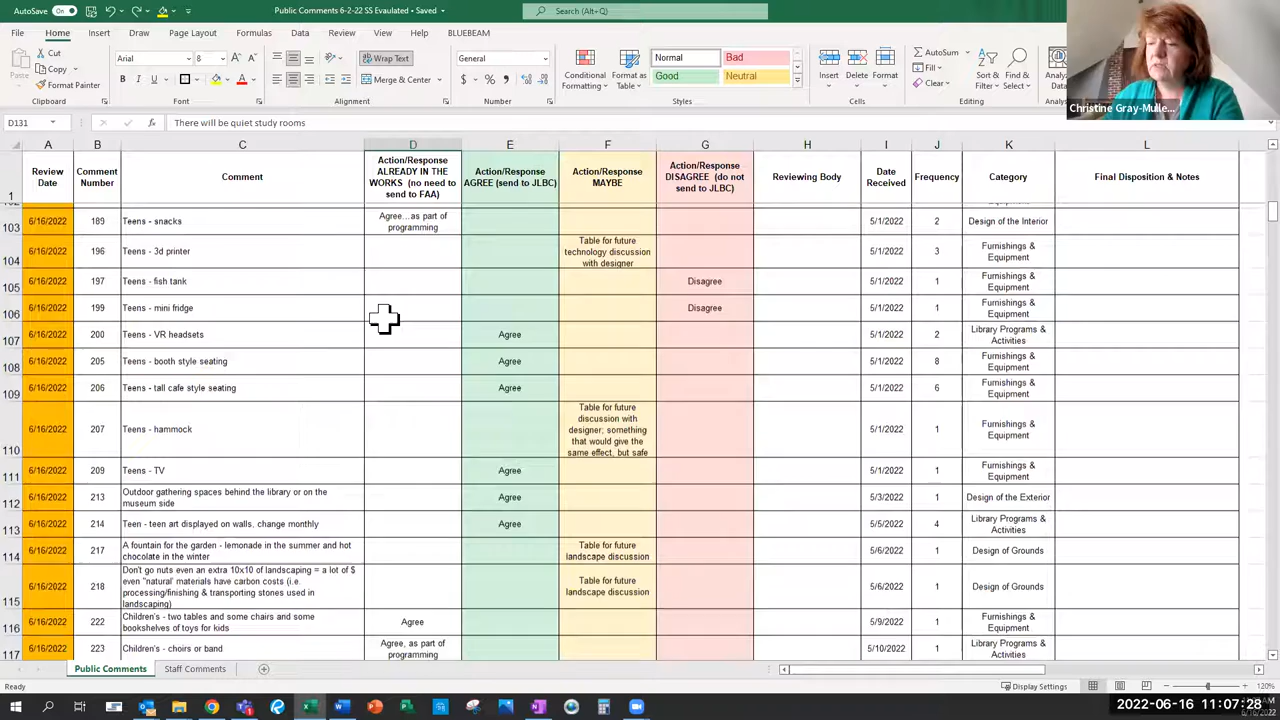 AutoSave On
Public Comments 6-2-22 SS Evaulated • Saved
Search (Alt+Q)
File Home Insert Draw Page Layout Formulas Data Review View Help BLUEBEAM
Cut
Copy
Format Painter
Paste
Clipboard
Arial 8
B I U
Font
Wrap Text
Merge & Center
Alignment
General
$ % 9
Number
Conditional Formatting
Format as Table
Normal Bad
Good Neutral
Styles
Insert Delete Format
Cells
AutoSum
Fill
Clear
Sort & Filter
Find & Select
Editing
Christine Gray-Mulle...
D131
fx
There will be quiet study rooms
A B C D E F G H I J K L
1 Review Date Comment Number Comment Action/Response ALREADY IN THE WORKS (no need to send to FAA) Action/Response AGREE (send to JLBC) Action/Response MAYBE Action/Response DISAGREE (do not send to JLBC) Reviewing Body Date Received Frequency Category Final Disposition & Notes
103 6/16/2022 189 Teens - snacks Agree...as part of programming 5/1/2022 2 Design of the Interior
104 6/16/2022 196 Teens - 3d printer Table for future technology discussion with designer 5/1/2022 3 Furnishings & Equipment
105 6/16/2022 197 Teens - fish tank Disagree 5/1/2022 1 Furnishings & Equipment
106 6/16/2022 199 Teens - mini fridge Disagree 5/1/2022 1 Furnishings & Equipment
107 6/16/2022 200 Teens - VR headsets Agree 5/1/2022 2 Library Programs & Activities
108 6/16/2022 205 Teens - booth style seating Agree 5/1/2022 8 Furnishings & Equipment
109 6/16/2022 206 Teens - tall cafe style seating Agree 5/1/2022 6 Furnishings & Equipment
110 6/16/2022 207 Teens - hammock Table for future discussion with designer; something that would give the same effect, but safe 5/1/2022 1 Furnishings & Equipment
111 6/16/2022 209 Teens - TV Agree 5/1/2022 1 Furnishings & Equipment
112 6/16/2022 213 Outdoor gathering spaces behind the library or on the museum side Agree 5/3/2022 1 Design of the Exterior
113 6/16/2022 214 Teen - teen art displayed on walls, change monthly Agree 5/5/2022 4 Library Programs & Activities
114 6/16/2022 217 A fountain for the garden - lemonade in the summer and hot chocolate in the winter Table for future landscape discussion 5/6/2022 1 Design of Grounds
115 6/16/2022 218 Don't go nuts even an extra 10x10 of landscaping = a lot of $ even "natural' materials have carbon costs (i.e. processing/finishing & transporting stones used in landscaping) Table for future landscape discussion 5/6/2022 1 Design of Grounds
116 6/16/2022 222 Children's - two tables and some chairs and some bookshelves of toys for kids Agree 5/9/2022 1 Furnishings & Equipment
117 6/16/2022 223 Children's - choirs or band Agree, as part of programming 5/10/2022 1 Library Programs & Activities
Public Comments Staff Comments
Ready
Display Settings
120%
2022-06-16 11:07:28